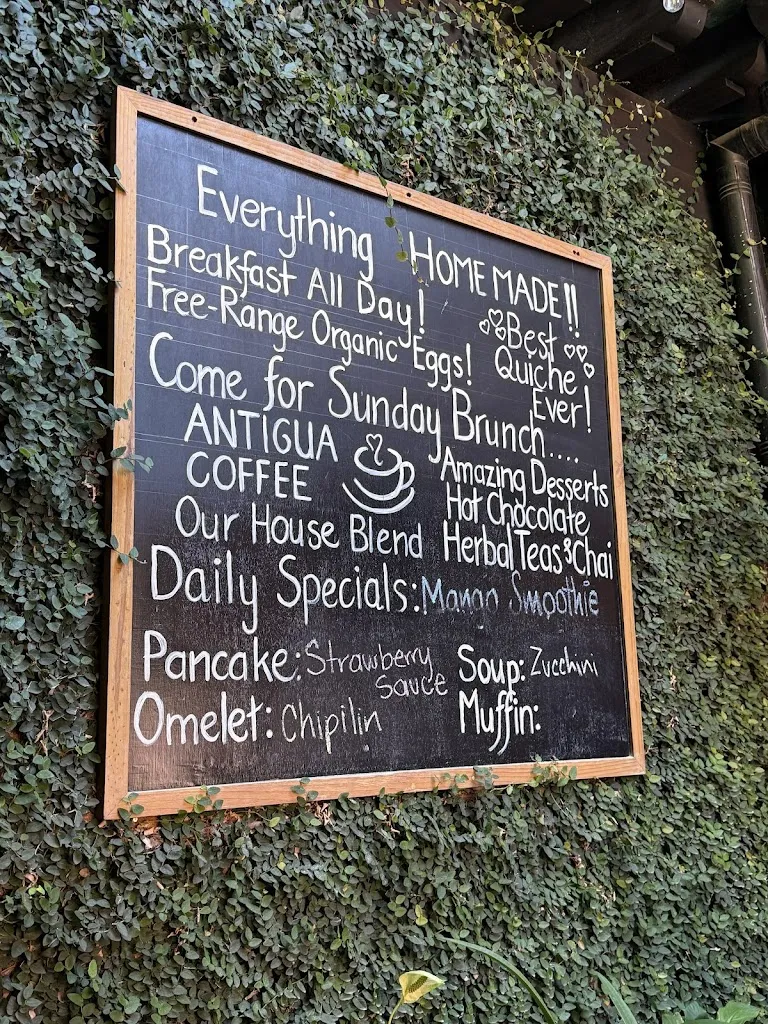 Everything HOME MADE!!
Breakfast All Day!
Free-Range Organic Eggs!
Best
Quiche
Ever!
Come for Sunday Brunch....
ANTIGUA
COFFEE
Our House Blend
Amazing Desserts
Hot Chocolate
Herbal Teas & Chai
Daily Specials: Mango Smoothie
Pancake: Strawberry
Sauce
Omelet: Chipilin
Soup: Zucchini
Muffin: